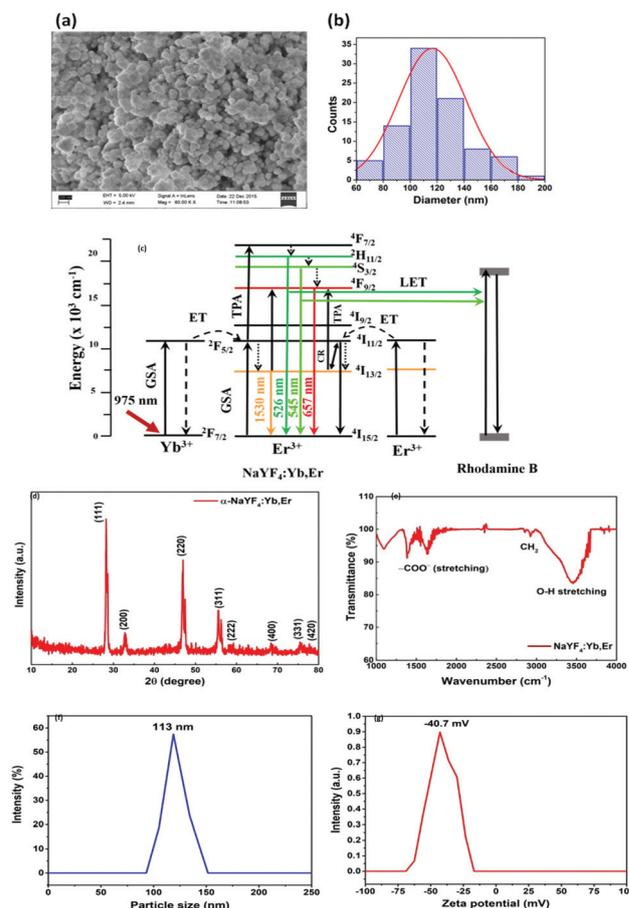 (a)
(b)
EHT = 5.00 kV
Signal A = InLens
Date: 22 Dec 2015
WD = 2.4 mm
Mag = 60.00 K X
ZEISS
Counts
35
30
25
20
15
10
5
0
60 80 100 120 140 160 180 200
Diameter (nm)
(c)
Energy (x 10³ cm⁻¹)
20
15
10
5
0
⁴F₇/₂
²H₁₁/₂
⁴S₃/₂
⁴F₉/₂
LET
TPA
TPA
⁴I₉/₂
ET
ET
²F₅/₂
⁴I₁₁/₂
CR
⁴I₁₃/₂
GSA
GSA
975 nm
1530 nm
526 nm
545 nm
657 nm
²F₇/₂
⁴I₁₅/₂
Yb³⁺
Er³⁺
Er³⁺
Rhodamine B
NaYF₄:Yb,Er
(d)
α-NaYF₄:Yb,Er
Intensity (a.u.)
(111)
(200)
(220)
(311)
(222)
(400)
(331)
(420)
10 20 30 40 50 60 70 80
2θ (degree)
(e)
Transmittance (%)
110
100
90
80
70
60
–COO⁻ (stretching)
CH₂
O-H stretching
NaYF₄:Yb,Er
1000 1500 2000 2500 3000 3500 4000
Wavenumber (cm⁻¹)
(f)
113 nm
Intensity (%)
60
50
40
30
20
10
0
0 50 100 150 200 250
Particle size (nm)
(g)
-40.7 mV
Intensity (a.u.)
0.9
0.8
0.7
0.6
0.5
0.4
0.3
0.2
0.1
0.0
-100 -75 -50 -25 0 25 50 75 100
Zeta potential (mV)